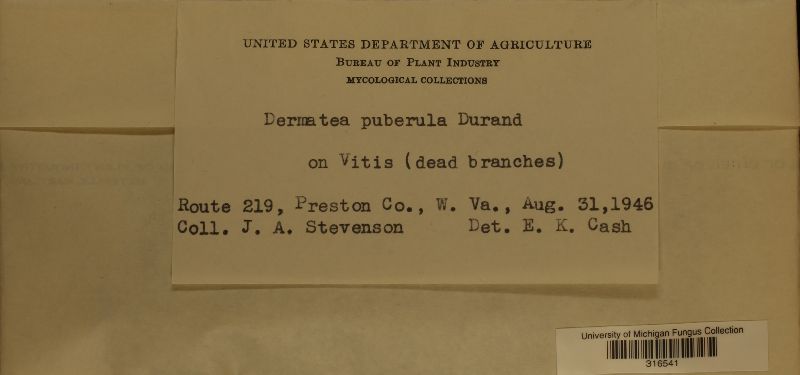 UNITED STATES DEPARTMENT OF AGRICULTURE
BUREAU OF PLANT INDUSTRY
MYCOLOGICAL COLLECTIONS
Dermatea puberula Durand
on Vitis (dead branches)
Route 219, Preston Co., W. Va., Aug. 31,1946
Coll. J. A. Stevenson Det. E. K. Cash
University of Michigan Fungus Collection
316541